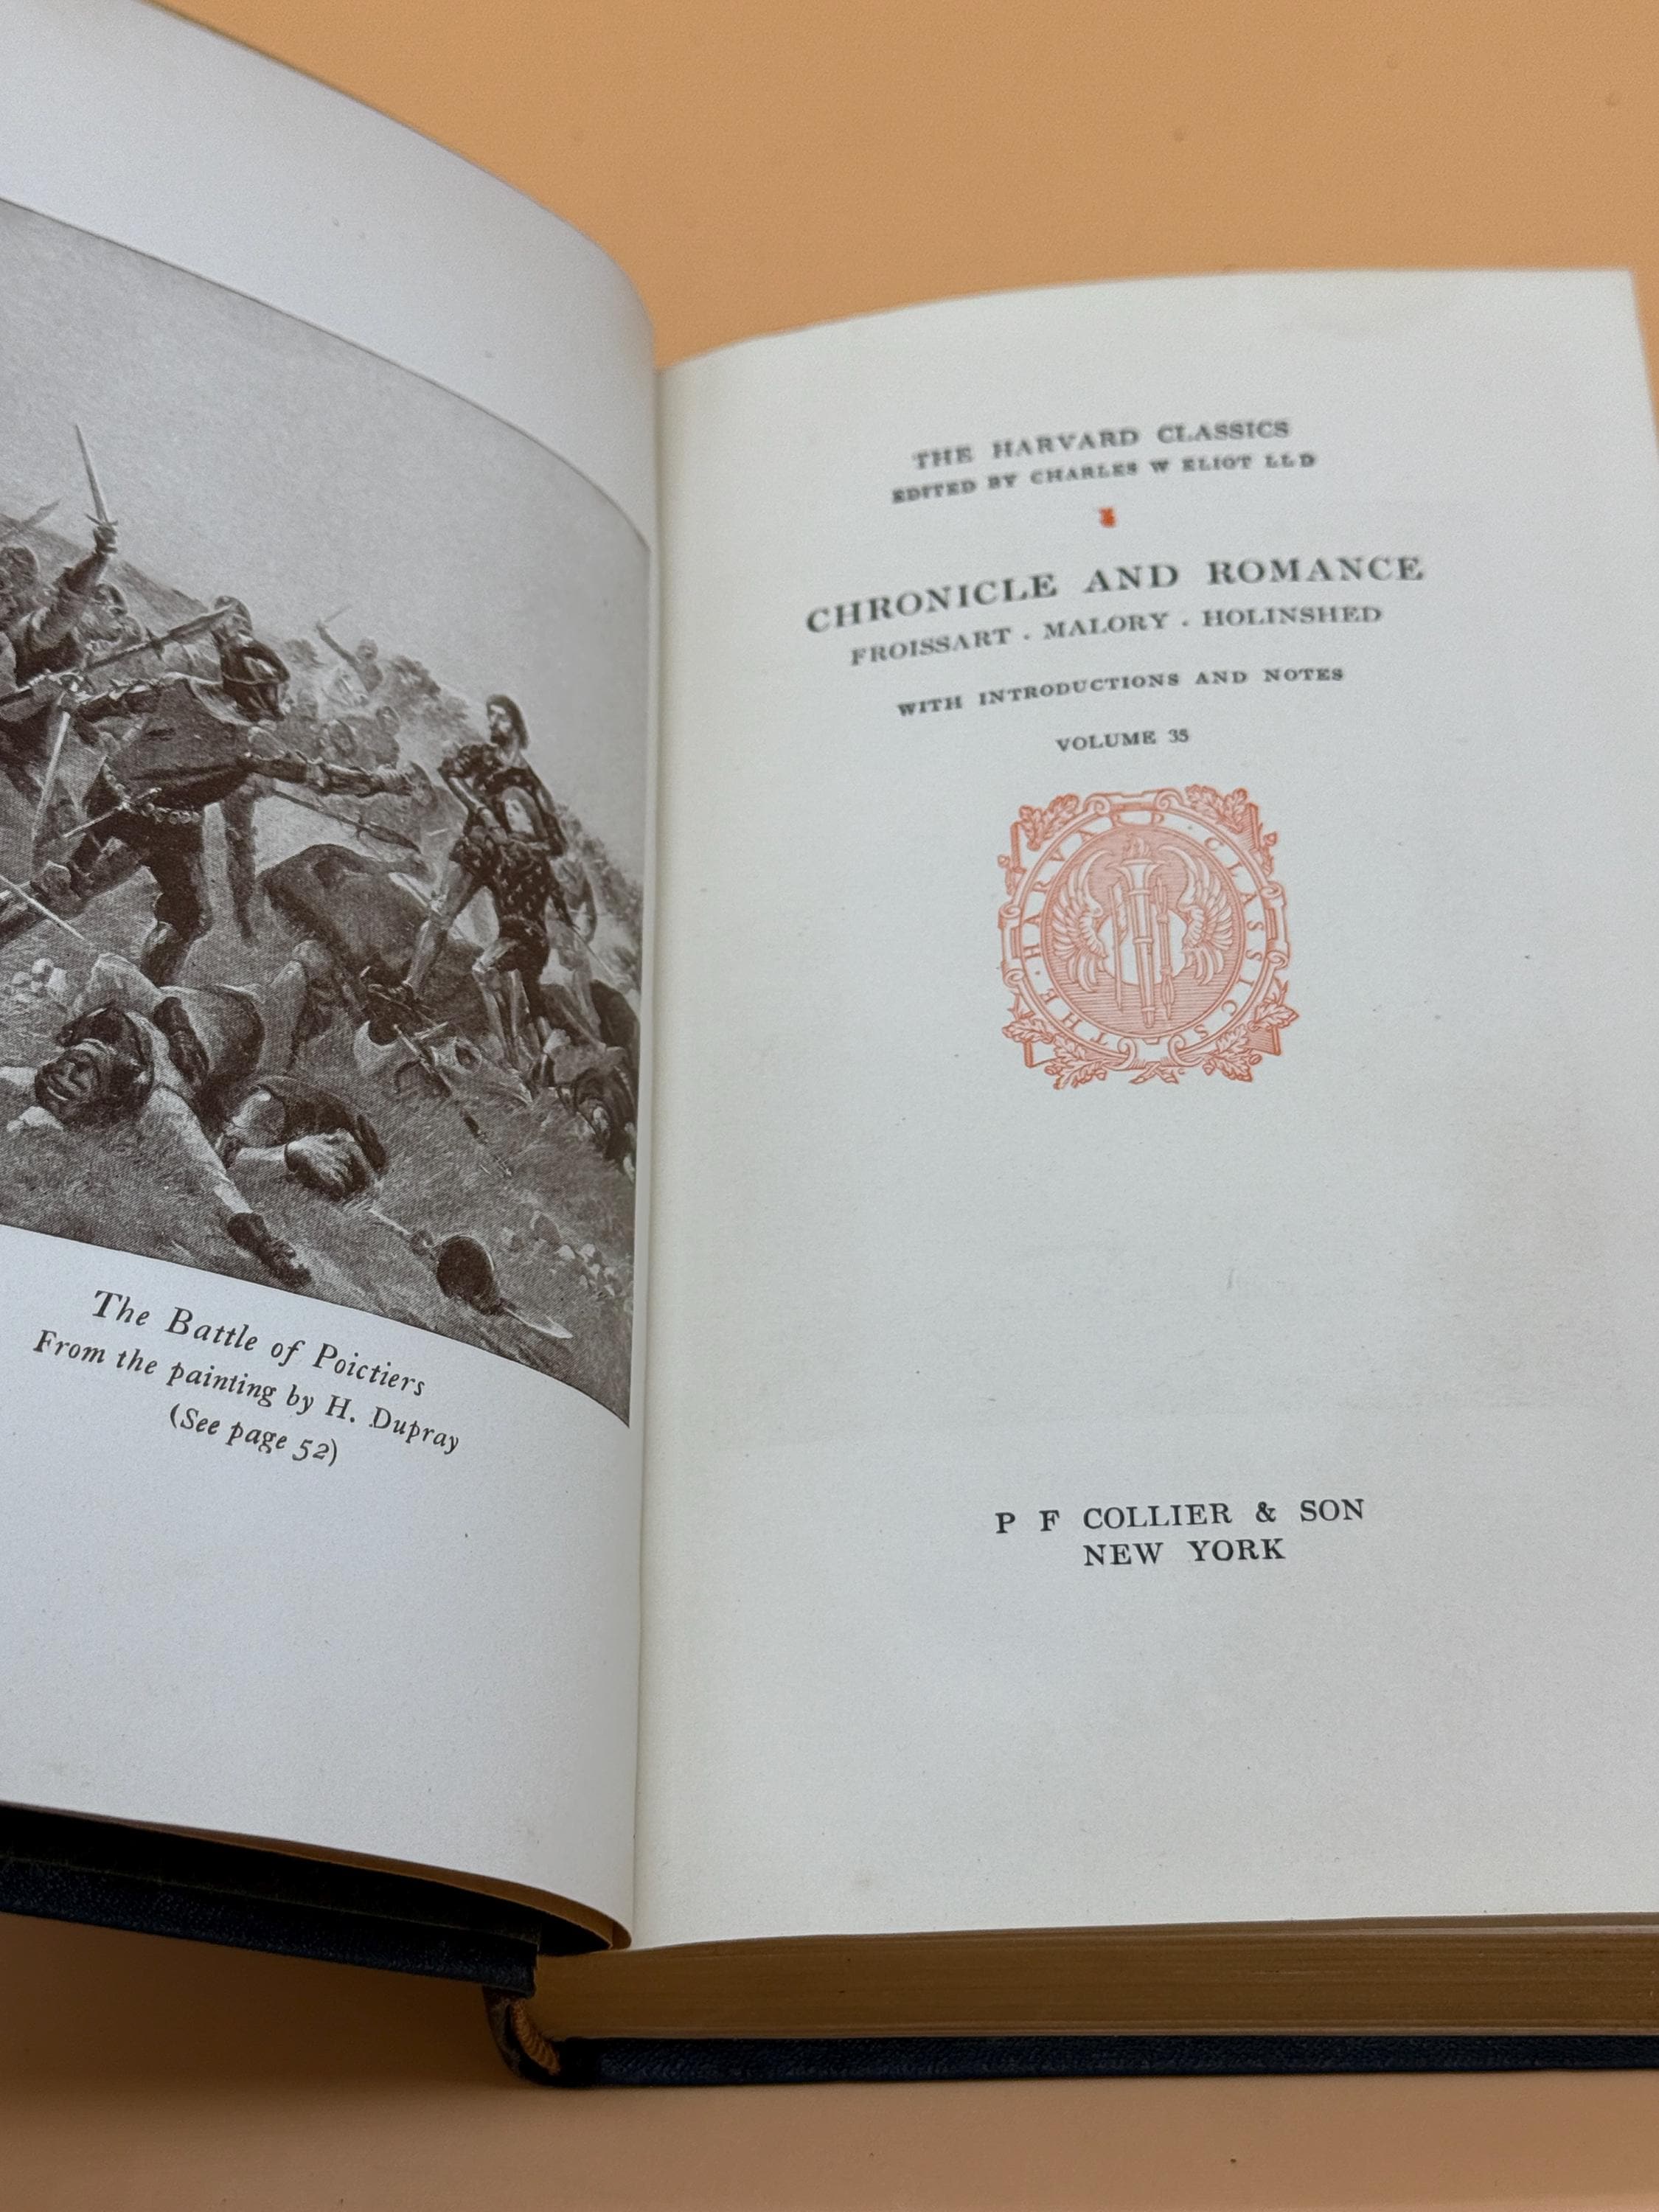 The Battle of Poictiers
From the painting by H. Dupray
(See page 52)
THE HARVARD CLASSICS
EDITED BY CHARLES W ELIOT LL D
CHRONICLE AND ROMANCE
FROISSART . MALORY . HOLINSHED
WITH INTRODUCTIONS AND NOTES
VOLUME 35
THE · HARVARD · CLASSICS
P F COLLIER & SON
NEW YORK